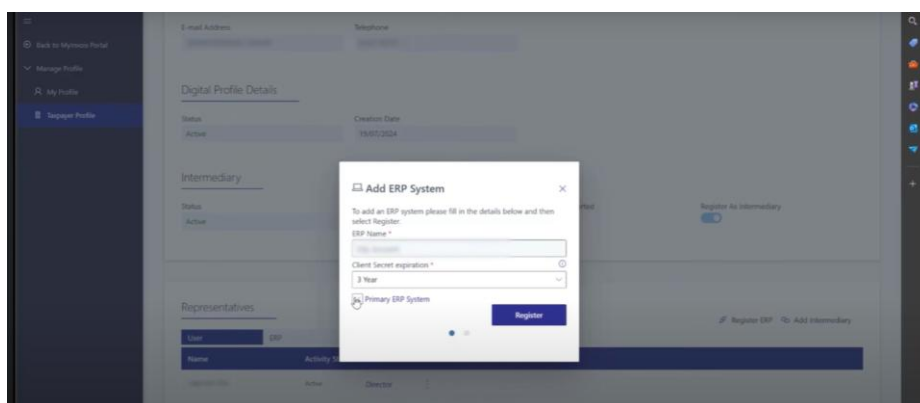 E-mail Address
Telephone
Back to MyInvois Portal
Manage Profile
My Profile
Taxpayer Profile
Digital Profile Details
Status
Creation Date
Active
19/07/2024
Intermediary
Status
Active
Register As Intermediary
Add ERP System
To add an ERP system please fill in the details below and then
select Register.
ERP Name *
Client Secret expiration *
3 Year
Primary ERP System
Register
Representatives
Register ERP
Add Intermediary
User
ERP
Name
Activity
Active
Director